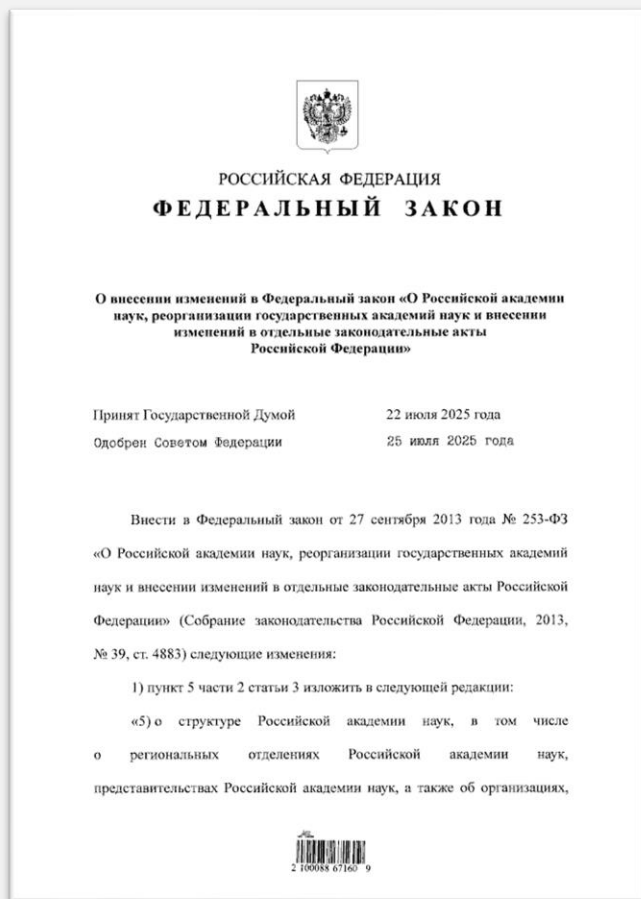 РОССИЙСКАЯ ФЕДЕРАЦИЯ
ФЕДЕРАЛЬНЫЙ ЗАКОН
О внесении изменений в Федеральный закон «О Российской академии
наук, реорганизации государственных академий наук и внесении
изменений в отдельные законодательные акты
Российской Федерации»
Принят Государственной Думой 22 июля 2025 года
Одобрен Советом Федерации 25 июля 2025 года
Внести в Федеральный закон от 27 сентября 2013 года № 253-ФЗ
«О Российской академии наук, реорганизации государственных академий
наук и внесении изменений в отдельные законодательные акты Российской
Федерации» (Собрание законодательства Российской Федерации, 2013,
№ 39, ст. 4883) следующие изменения:
1) пункт 5 части 2 статьи 3 изложить в следующей редакции:
«5) о структуре Российской академии наук, в том числе
о региональных отделениях Российской академии наук,
представительствах Российской академии наук, а также об организациях,
2 100088 67160 9